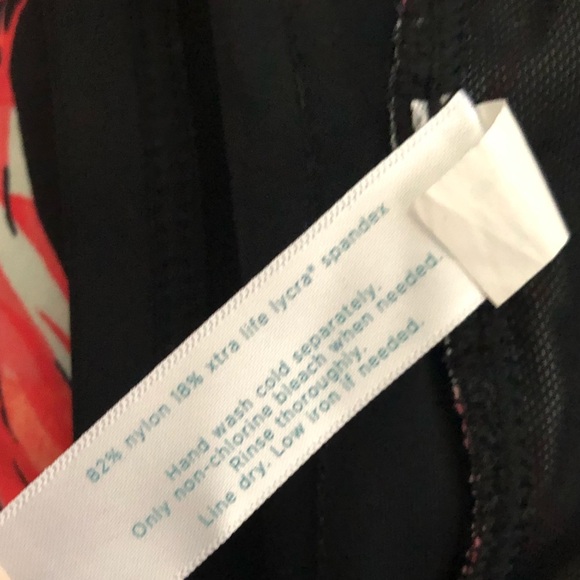 82% nylon 18% xtra life lycra® spandex
Hand wash cold separately.
Only non-chlorine bleach when needed.
Rinse thoroughly.
Line dry. Low iron if needed.